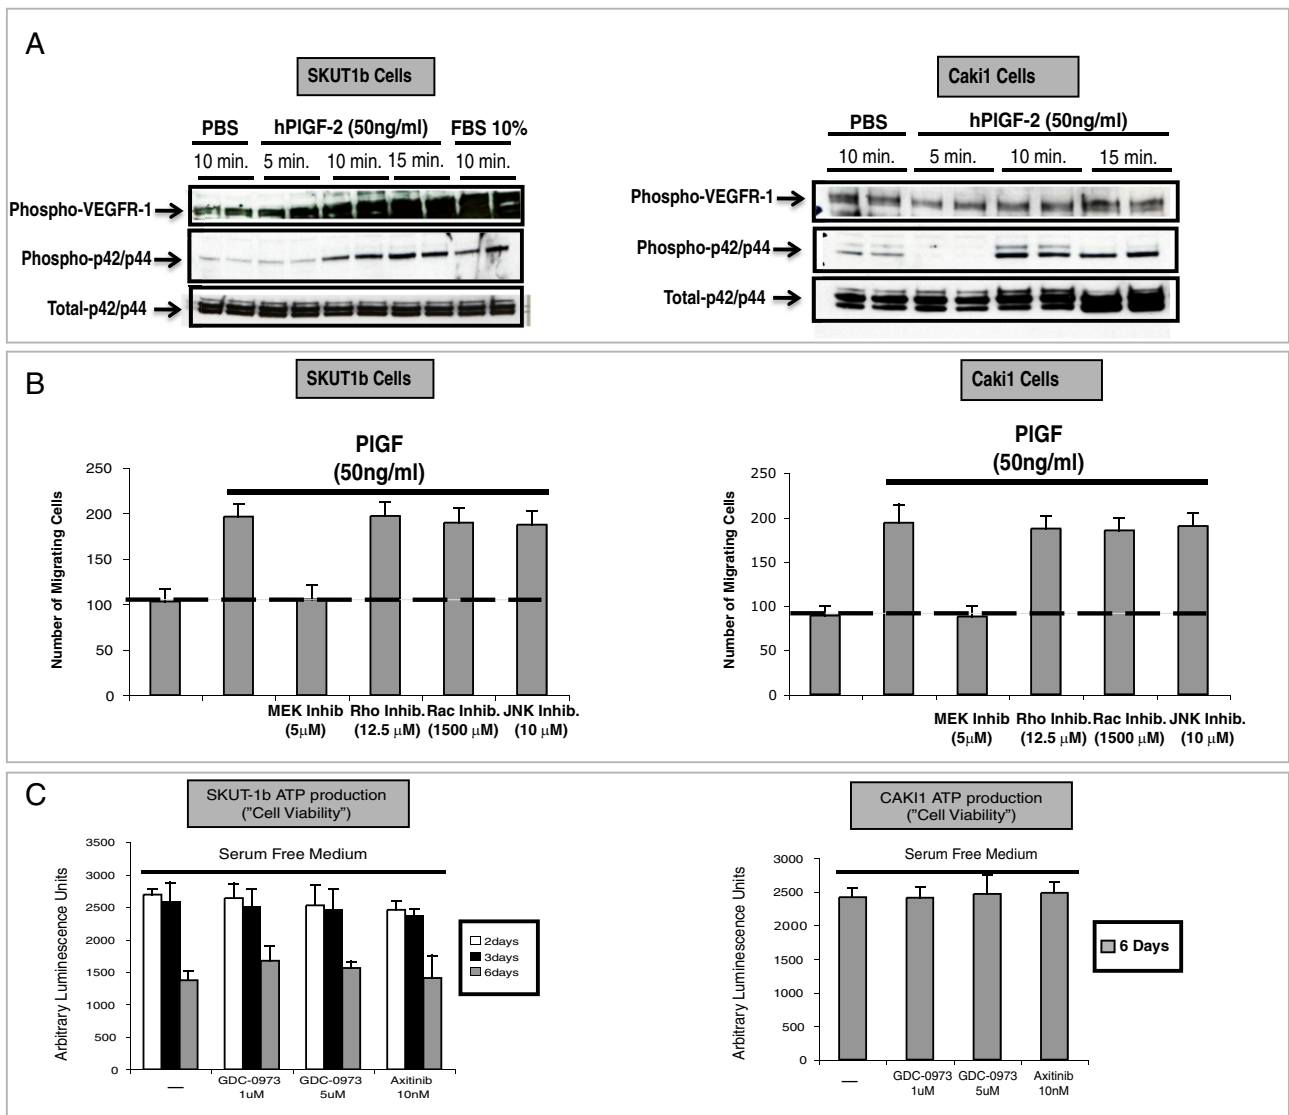 A
SKUT1b Cells
PBS hPIGF-2 (50ng/ml) FBS 10%
10 min. 5 min. 10 min. 15 min. 10 min.
Phospho-VEGFR-1
Phospho-p42/p44
Total-p42/p44
Caki1 Cells
PBS hPIGF-2 (50ng/ml)
10 min. 5 min. 10 min. 15 min.
Phospho-VEGFR-1
Phospho-p42/p44
Total-p42/p44
B
SKUT1b Cells
PIGF
(50ng/ml)
Number of Migrating Cells
250
200
150
100
50
0
MEK Inhib Rho Inhib. Rac Inhib. JNK Inhib.
(5μM) (12.5 μM) (1500 μM) (10 μM)
Caki1 Cells
PIGF
(50ng/ml)
Number of Migrating Cells
250
200
150
100
50
0
MEK Inhib Rho Inhib. Rac Inhib. JNK Inhib.
(5μM) (12.5 μM) (1500 μM) (10 μM)
C
SKUT-1b ATP production
("Cell Viability")
Serum Free Medium
Arbitrary Luminescence Units
3500
3000
2500
2000
1500
1000
500
0
— GDC-0973 GDC-0973 Axitinib
1uM 5uM 10nM
2days
3days
6days
CAKI1 ATP production
("Cell Viability")
Serum Free Medium
Arbitrary Luminescence Units
3000
2500
2000
1500
1000
500
0
— GDC-0973 GDC-0973 Axitinib
1uM 5uM 10nM
6 Days